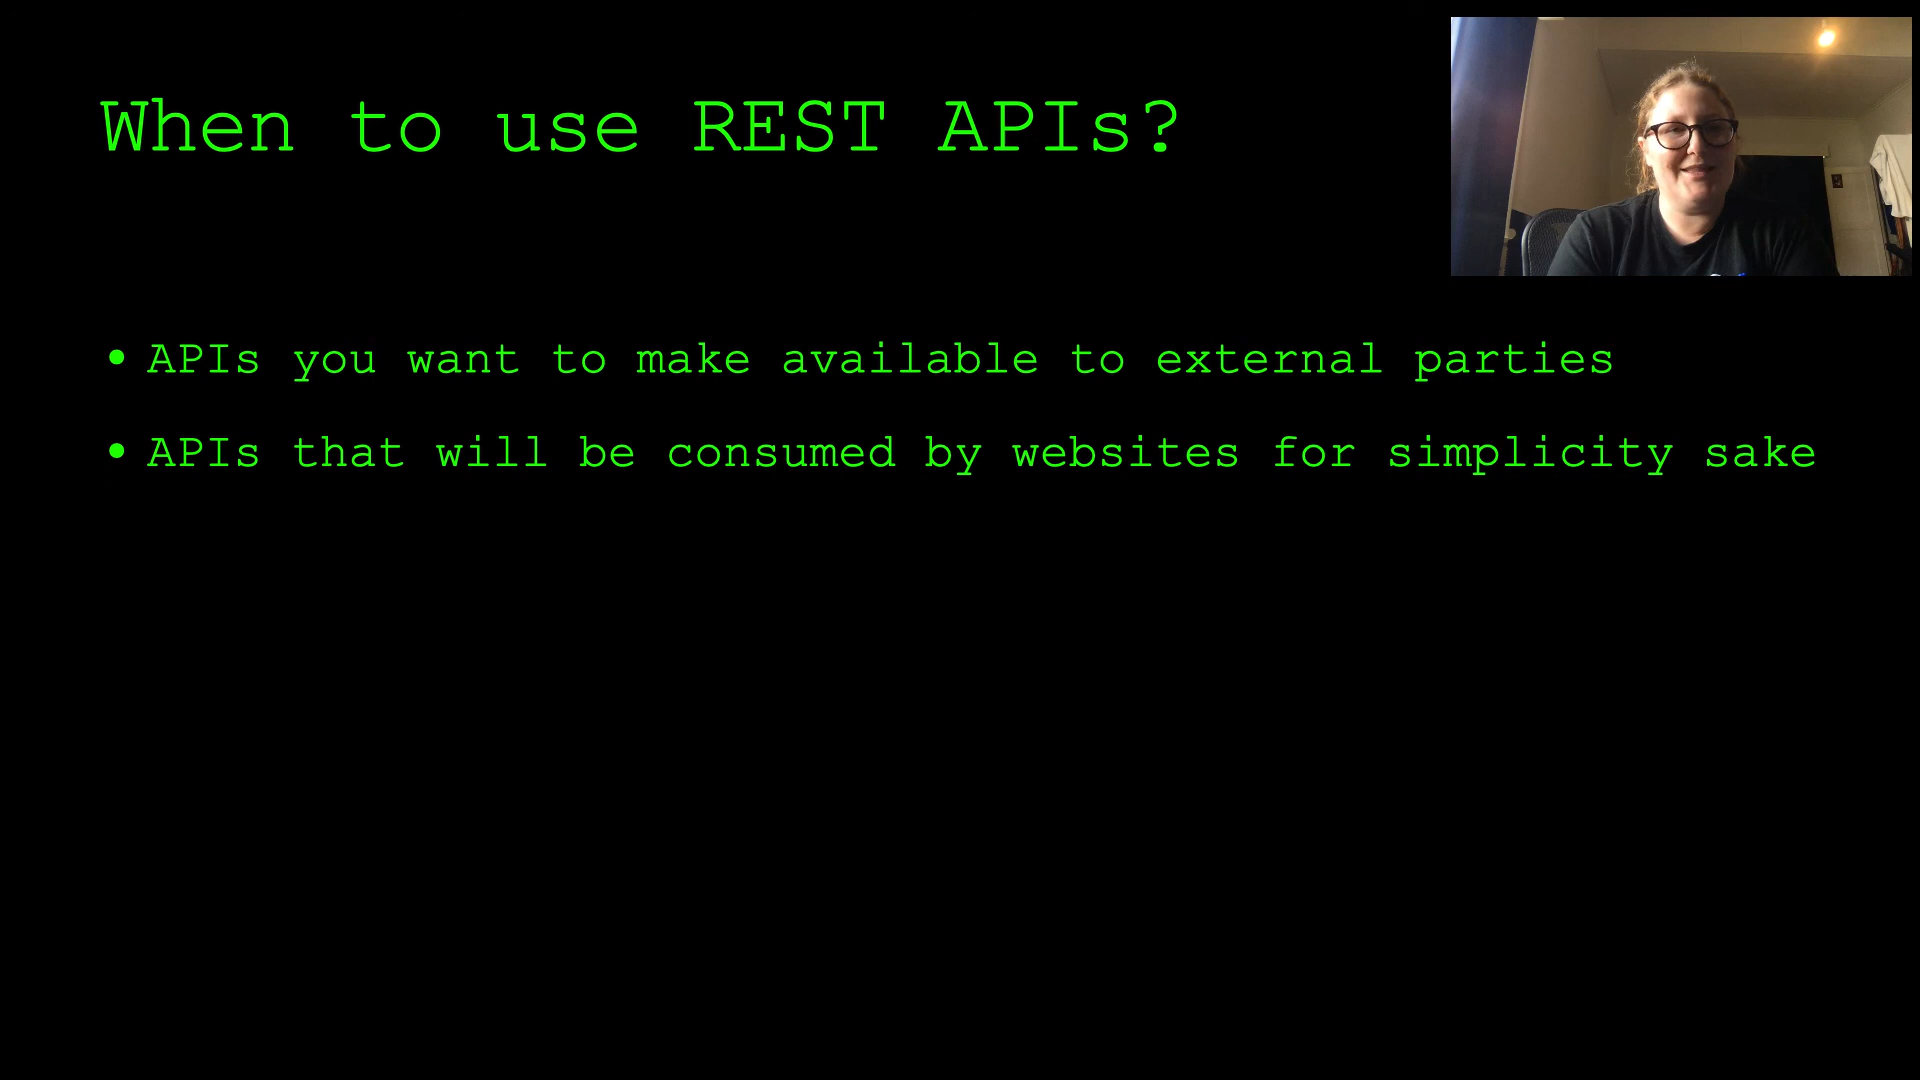 When to use REST APIs?
• APIs you want to make available to external parties
• APIs that will be consumed by websites for simplicity sake